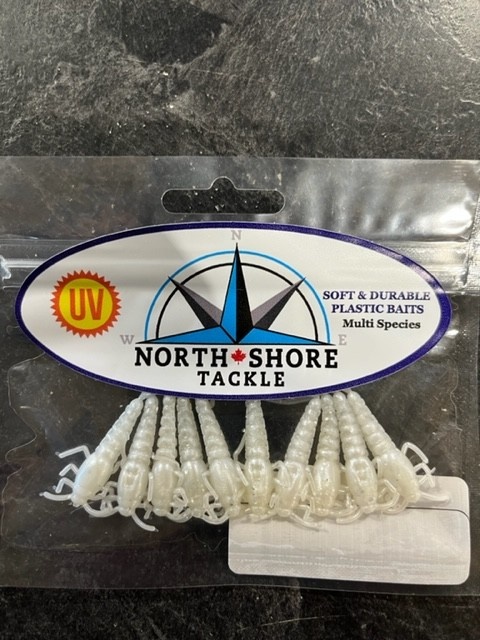 N
UV
SOFT & DURABLE
PLASTIC BAITS
Multi Species
W E
NORTH SHORE
TACKLE